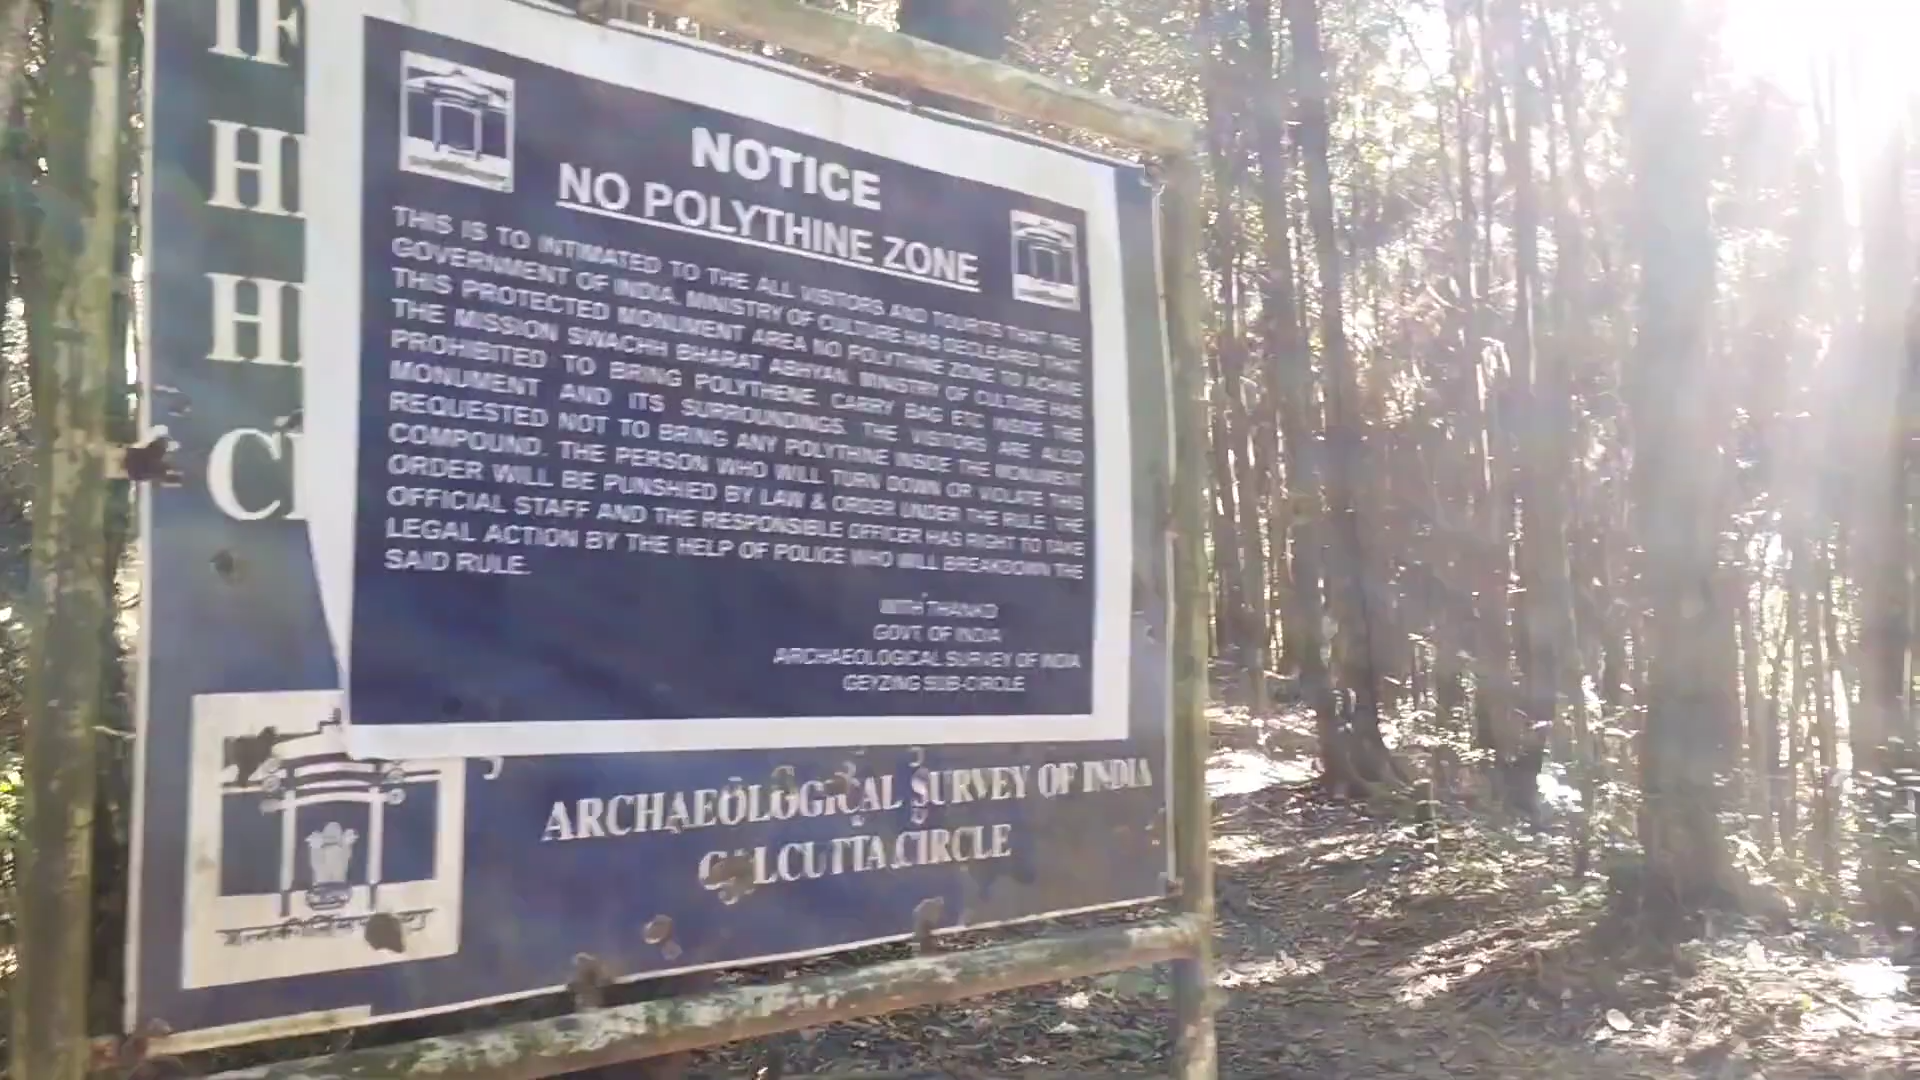 IF
HI
HI
CI
NOTICE
NO POLYTHINE ZONE
THIS IS TO INTIMATED TO THE ALL VISITORS AND TOURITS THAT THE
GOVERNMENT OF INDIA, MINISTRY OF CULTURE HAS DECLEARED THAT
THIS PROTECTED MONUMENT AREA NO POLYTHINE ZONE TO ACHIVE
THE MISSION SWACHH BHARAT ABHYAN. MINISTRY OF CULTURE HAS
PROHIBITED TO BRING POLYTHENE, CARRY BAG ETC INSIDE THE
MONUMENT AND ITS SURROUNDINGS. THE VISITORS ARE ALSO
REQUESTED NOT TO BRING ANY POLYTHINE INSIDE THE MONUMENT
COMPOUND. THE PERSON WHO WILL TURN DOWN OR VIOLATE THIS
ORDER WILL BE PUNSHIED BY LAW & ORDER UNDER THE RULE. THE
OFFICIAL STAFF AND THE RESPONSIBLE OFFICER HAS RIGHT TO TAKE
LEGAL ACTION BY THE HELP OF POLICE WHO WILL BREAKDOWN THE
SAID RULE.
WITH THANKD
GOVT. OF INDIA
ARCHAEOLOGICAL SURVEY OF INDIA
GEYZING SUB-CIRCLE
ARCHAEOLOGICAL SURVEY OF INDIA
CALCUTTA CIRCLE